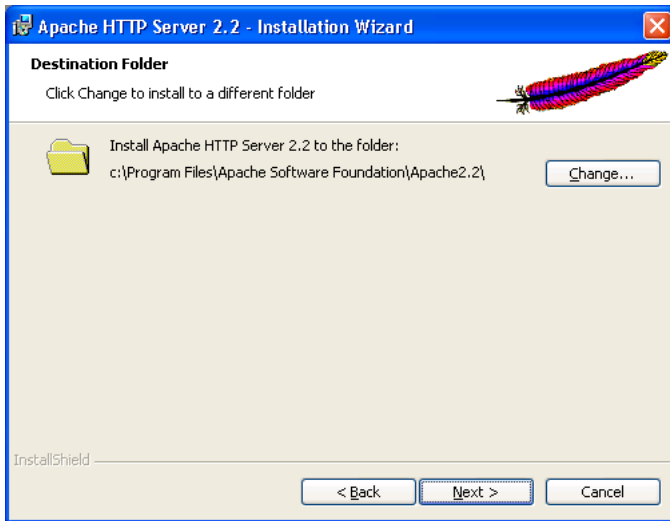 Apache HTTP Server 2.2 - Installation Wizard
Destination Folder
Click Change to install to a different folder
Install Apache HTTP Server 2.2 to the folder:
c:\Program Files\Apache Software Foundation\Apache2.2\
Change...
InstallShield
< Back
Next >
Cancel